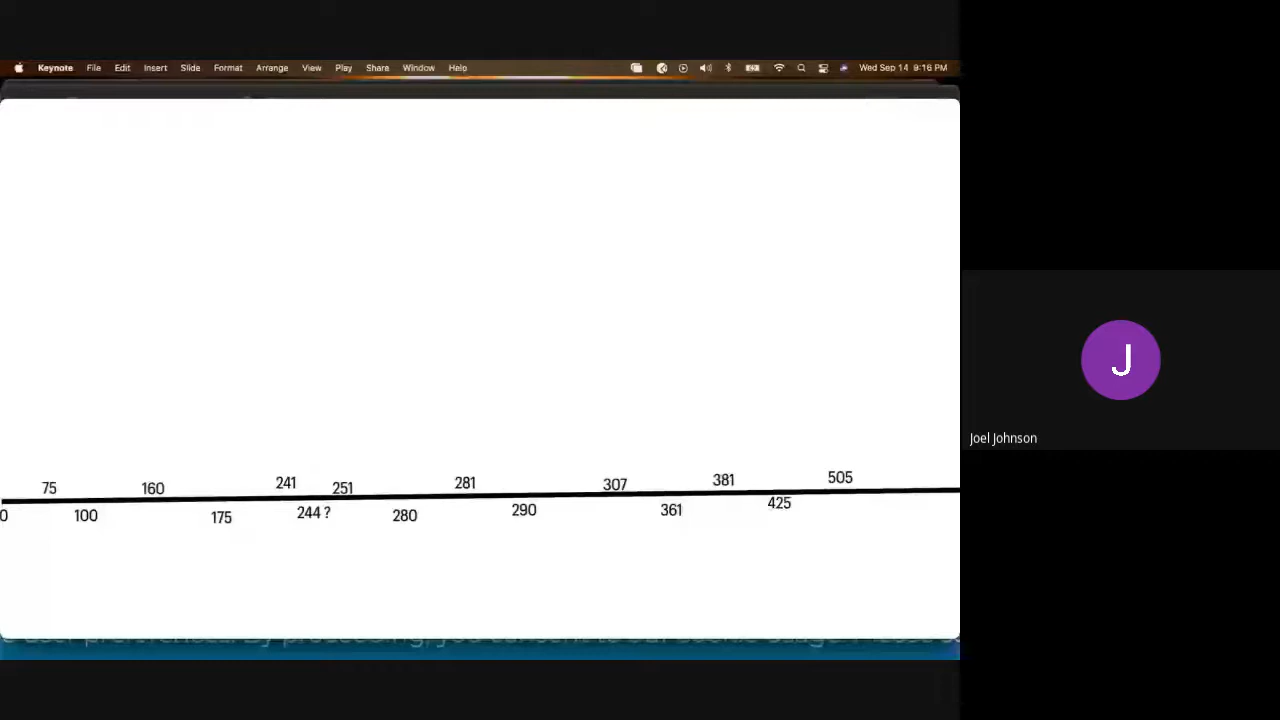 Keynote File Edit Insert Slide Format Arrange View Play Share Window Help Wed Sep 14 9:16 PM
75 160 241 251 281 307 381 505
0 100 175 244 ? 280 290 361 425
J
Joel Johnson